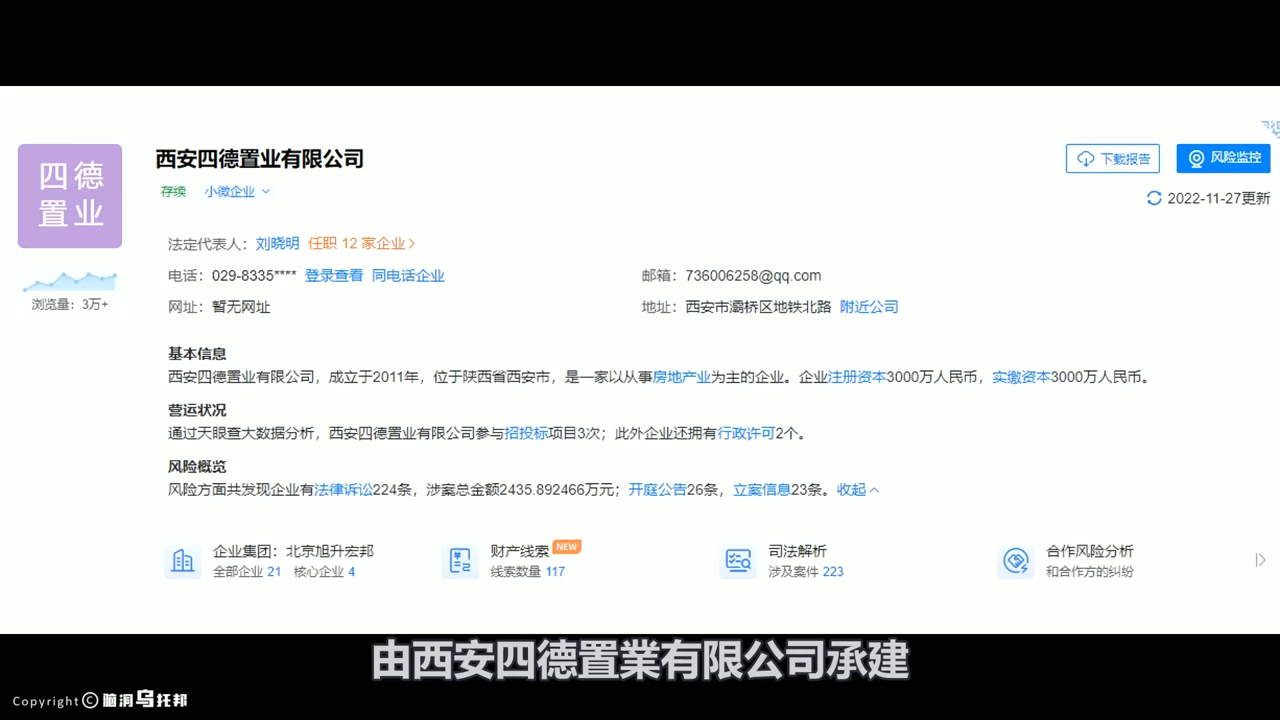 四德
置业
西安四德置业有限公司
下载报告
风险监控
存续 小微企业
2022-11-27更新
法定代表人：刘晓明 任职 12 家企业
电话：029-8335**** 登录查看 同电话企业
邮箱：736006258@qq.com
浏览量：3万+
网址：暂无网址
地址：西安市灞桥区地铁北路 附近公司
基本信息
西安四德置业有限公司，成立于2011年，位于陕西省西安市，是一家以从事房地产业为主的企业。企业注册资本3000万人民币，实缴资本3000万人民币。
营运状况
通过天眼查大数据分析，西安四德置业有限公司参与招投标项目3次；此外企业还拥有行政许可2个。
风险概览
风险方面共发现企业有法律诉讼224条，涉案总金额2435.892466万元；开庭公告26条，立案信息23条。收起
企业集团：北京旭升宏邦
全部企业 21 核心企业 4
财产线索 NEW
线索数量 117
司法解析
涉及案件 223
合作风险分析
和合作方的纠纷
由西安四德置業有限公司承建
Copyright © 脑洞乌托邦